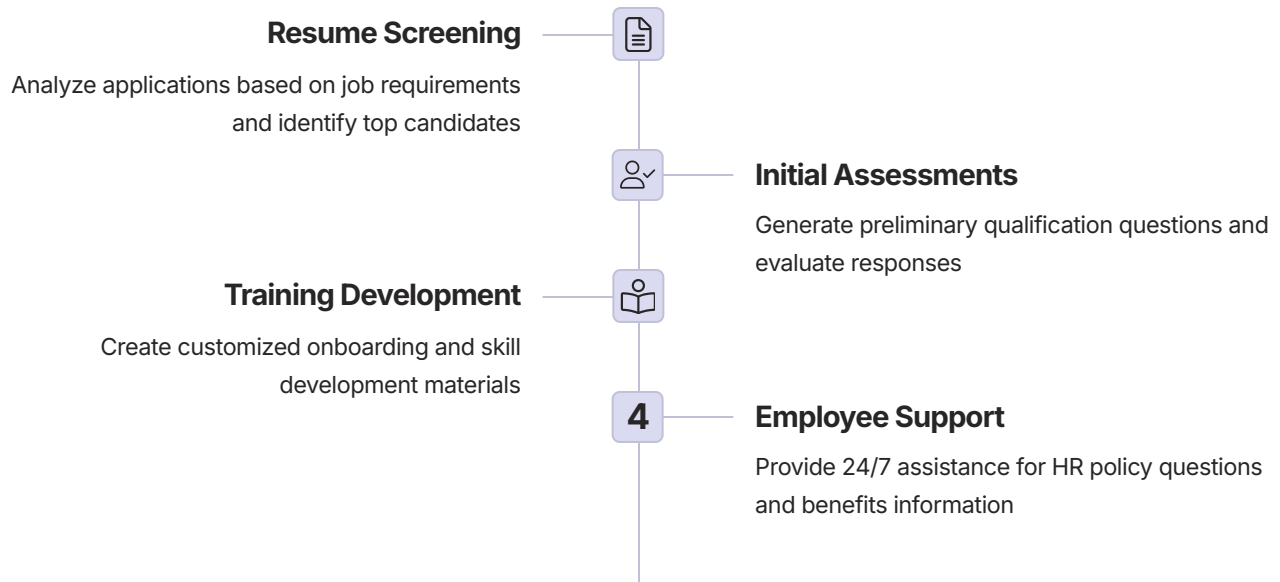 Resume Screening
Analyze applications based on job requirements
and identify top candidates
Initial Assessments
Generate preliminary qualification questions and
evaluate responses
Training Development
Create customized onboarding and skill
development materials
4
Employee Support
Provide 24/7 assistance for HR policy questions
and benefits information